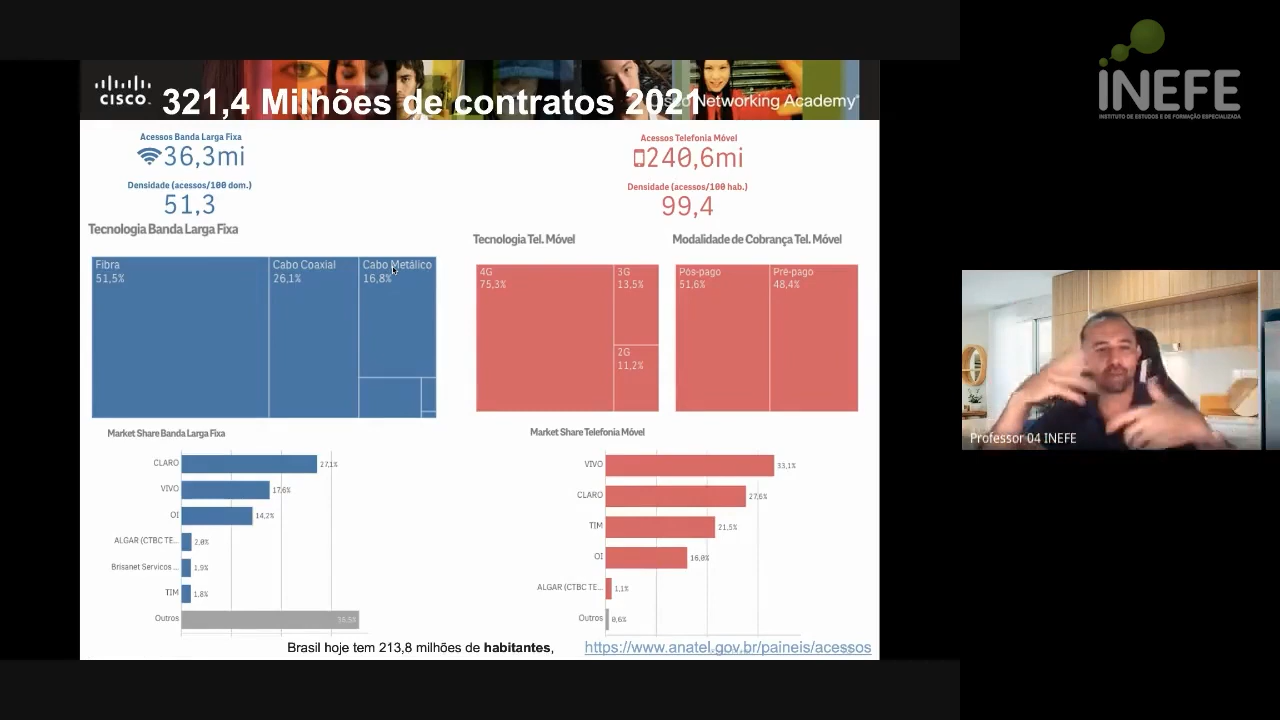 CISCO
321,4 Milhões de contratos 2021
Networking Academy
INEFE
INSTITUTO DE ESTUDOS E DE FORMAÇÃO ESPECIALIZADA
Acessos Banda Larga Fixa
36,3mi
Densidade (acessos/100 dom.)
51,3
Acessos Telefonia Móvel
240,6mi
Densidade (acessos/100 hab.)
99,4
Tecnologia Banda Larga Fixa
Fibra
51,5%
Cabo Coaxial
26,1%
Cabo Metálico
16,8%
Tecnologia Tel. Móvel
4G
75,3%
3G
13,5%
2G
11,2%
Modalidade de Cobrança Tel. Móvel
Pós-pago
51,6%
Pré-pago
48,4%
Market Share Banda Larga Fixa
CLARO 27,1%
VIVO 17,6%
OI 14,2%
ALGAR (CTBC TE... 2,0%
Brisanet Servicos ... 1,9%
TIM 1,8%
Outros
Market Share Telefonia Móvel
VIVO 33,1%
CLARO 27,6%
TIM 21,5%
OI 16,0%
ALGAR (CTBC TE... 1,1%
Outros 0,6%
Brasil hoje tem 213,8 milhões de habitantes,
https://www.anatel.gov.br/paineis/acessos
Professor 04 INEFE